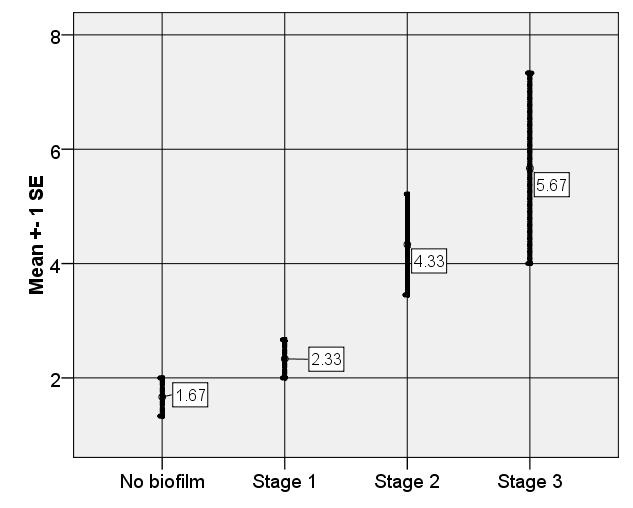 Mean +- 1 SE
8
6
4
2
1.67
2.33
4.33
5.67
No biofilm
Stage 1
Stage 2
Stage 3